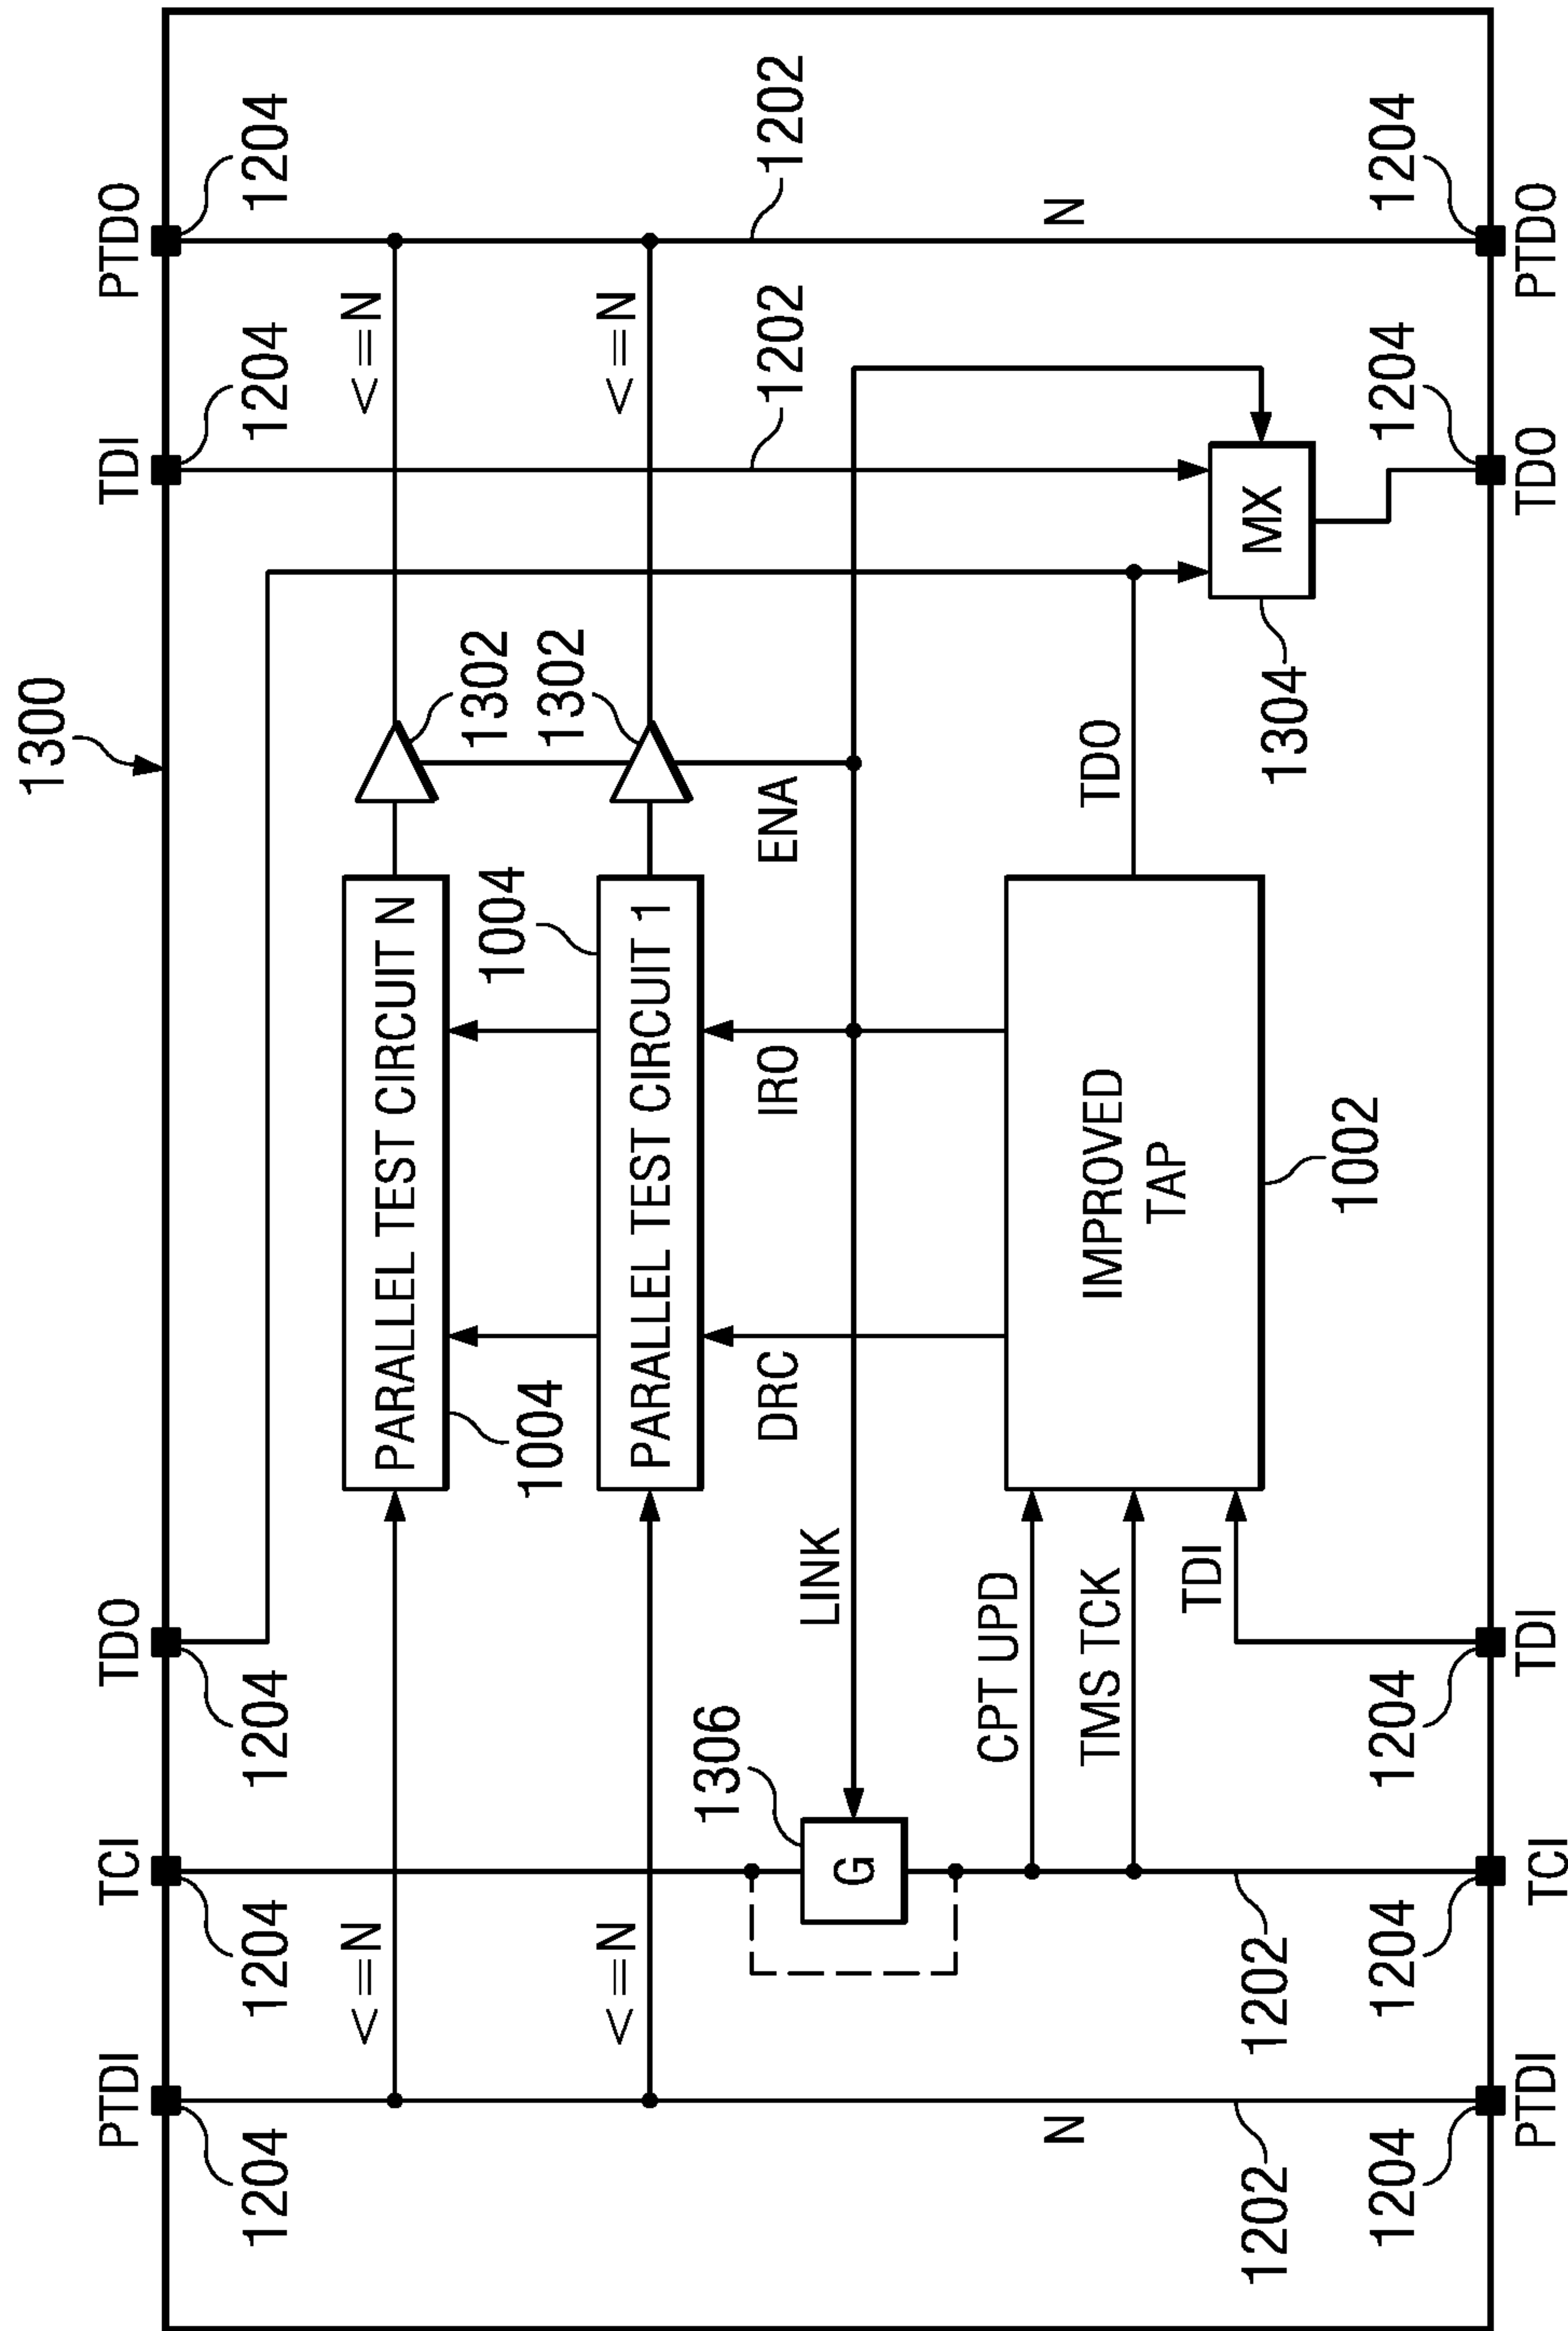 1300
PTDI
TCI
TDO
TDI
PTDO
1204
1204
1204
1204
1204
<=N
<=N
PARALLEL TEST CIRCUIT N
1004
1302
<=N
<=N
PARALLEL TEST CIRCUIT 1
1004
1302
1306
G
LINK
DRC
IRO
ENA
1202
1202
CPT UPD
TMS TCK
TDI
IMPROVED
TAP
1002
TDO
N
N
MX
1304
1202
1202
1204
1204
1204
1204
1204
PTDI
TCI
TDI
TDO
PTDO